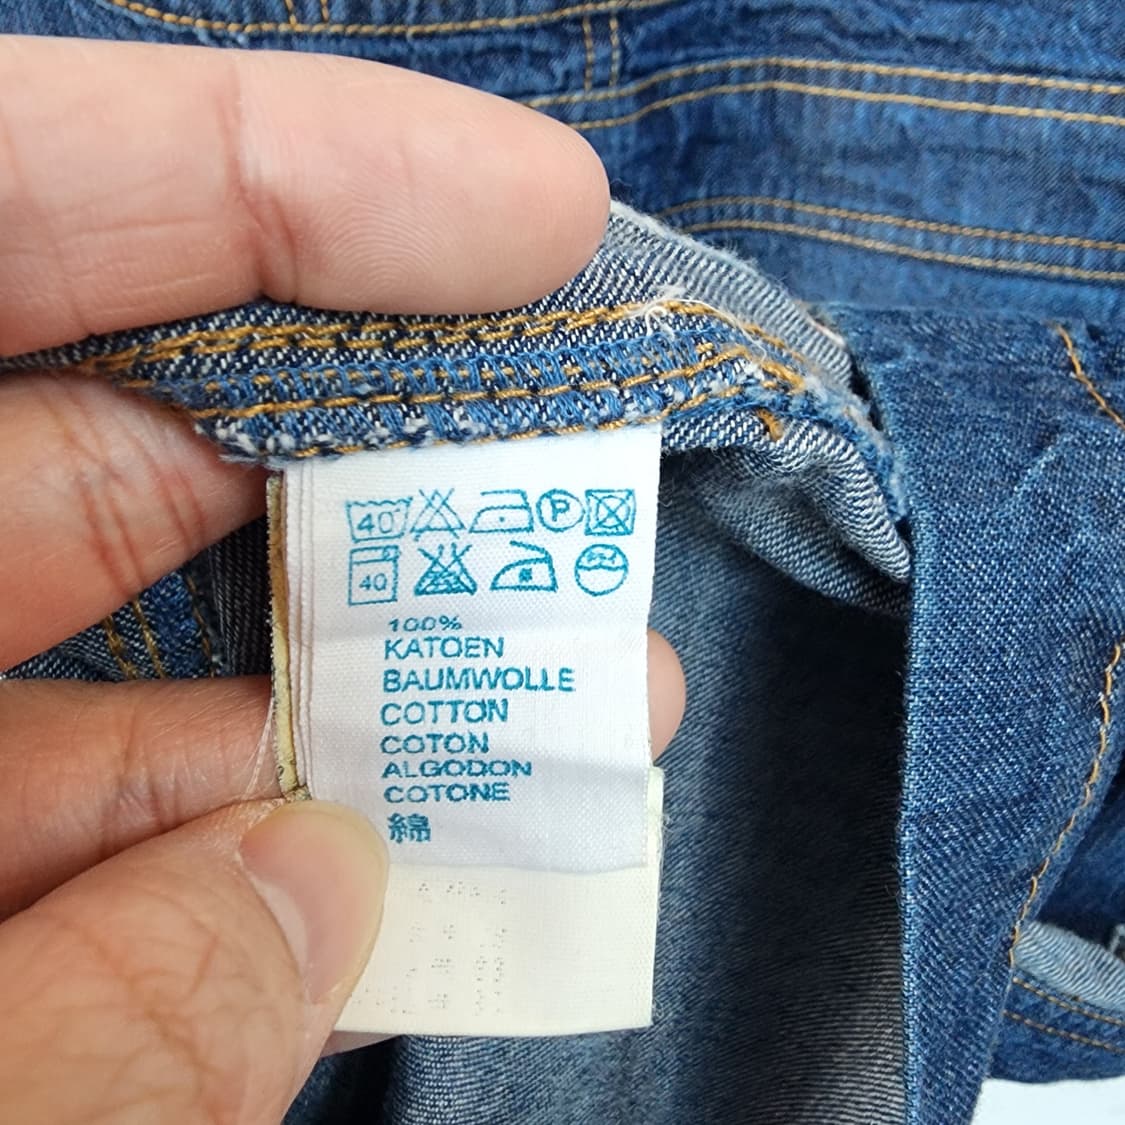 40 P
40
100%
KATOEN
BAUMWOLLE
COTTON
COTON
ALGODON
COTONE
綿